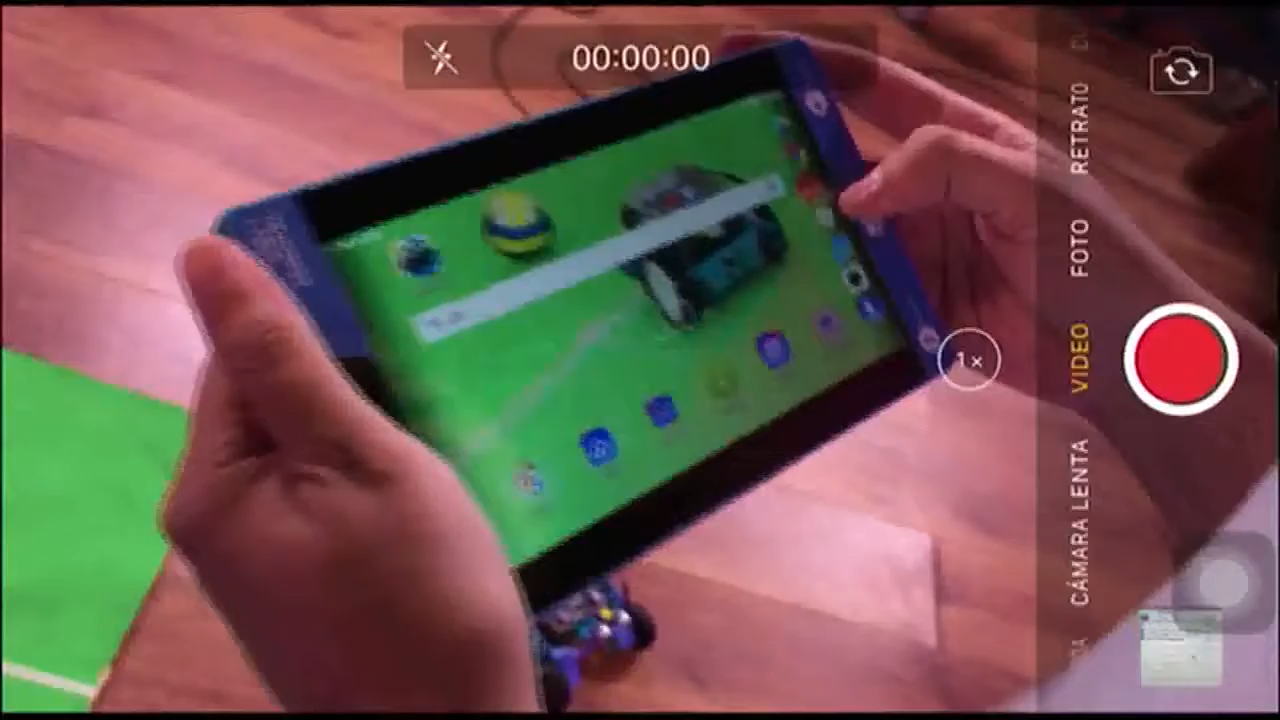 00:00:00
RETRATO
FOTO
VIDEO
1×
CÁMARA LENTA